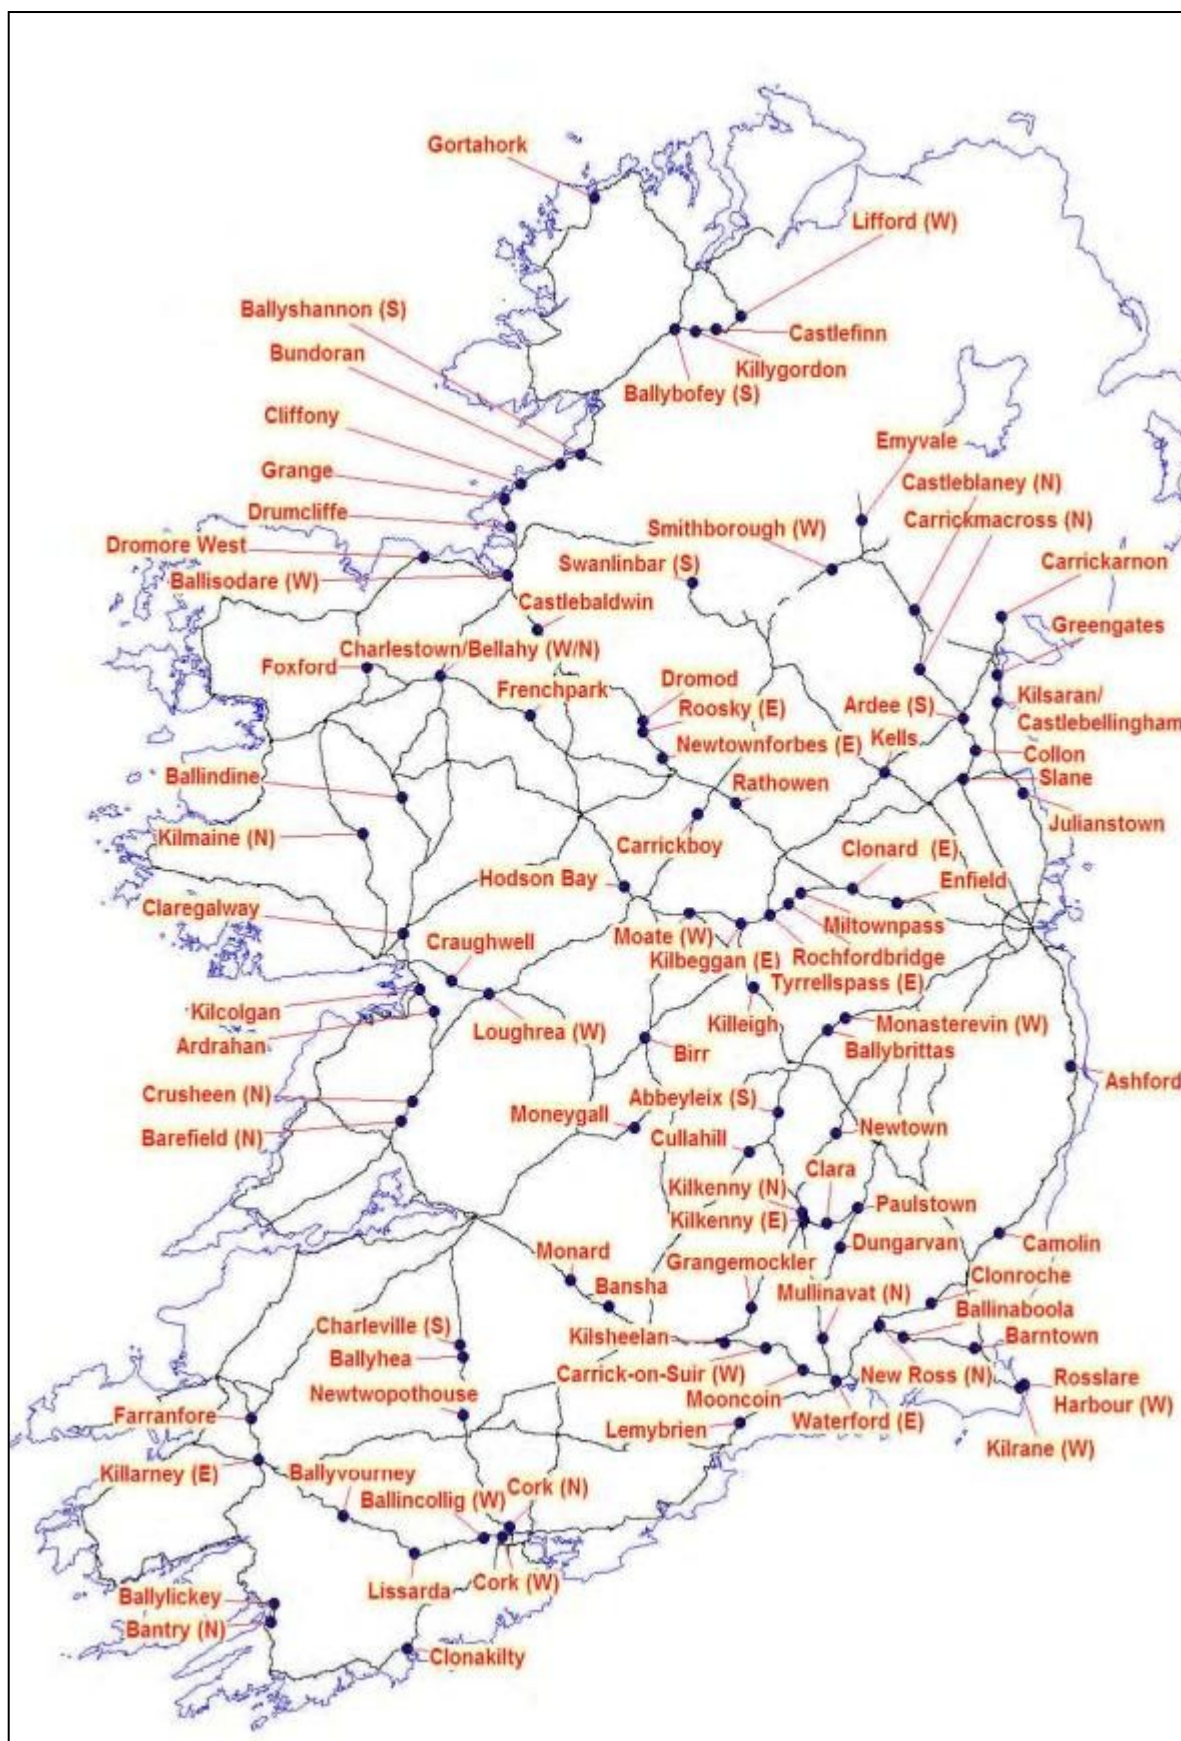 Gortahork
Lifford (W)
Ballyshannon (S)
Castlefinn
Bundoran
Killygordon
Ballybofey (S)
Cliffony
Emyvale
Grange
Castleblaney (N)
Drumcliffe
Carrickmacross (N)
Smithborough (W)
Dromore West
Swanlinbar (S)
Carrickarnon
Ballisodare (W)
Castlebaldwin
Greengates
Charlestown/Bellahy (W/N)
Foxford
Dromod
Frenchpark
Kilsaran/
Castlebellingham
Roosky (E)
Ardee (S)
Kells
Newtownforbes (E)
Collon
Ballindine
Rathowen
Slane
Julianstown
Kilmaine (N)
Carrickboy
Clonard (E)
Hodson Bay
Enfield
Claregalway
Miltownpass
Moate (W)
Craughwell
Kilbeggan (E)
Rochfordbridge
Tyrrellspass (E)
Kilcolgan
Killeigh
Monasterevin (W)
Loughrea (W)
Ardrahan
Birr
Ballybrittas
Ashford
Crusheen (N)
Abbeyleix (S)
Moneygall
Newtown
Barefield (N)
Cullahill
Clara
Kilkenny (N)
Paulstown
Kilkenny (E)
Dungarvan
Camolin
Monard
Grangemockler
Clonroche
Bansha
Mullinavat (N)
Ballinaboola
Charleville (S)
Kilsheelan
Barntown
Ballyhea
Carrick-on-Suir (W)
New Ross (N)
Rosslare
Harbour (W)
Newtwopothouse
Mooncoin
Farranfore
Lemybrien
Waterford (E)
Kilrane (W)
Killarney (E)
Ballyvourney
Cork (N)
Ballincollig (W)
Cork (W)
Lissarda
Ballylickey
Bantry (N)
Clonakilty